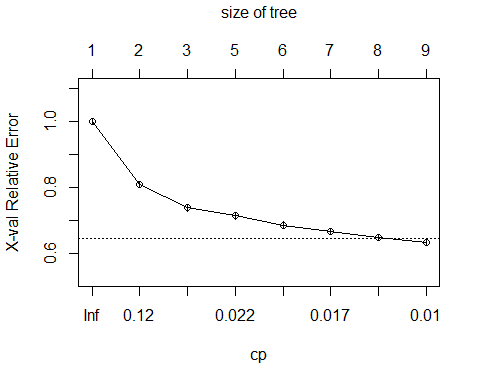 size of tree
1 2 3 5 6 7 8 9
X-val Relative Error
1.0
0.8
0.6
Inf 0.12 0.022 0.017 0.01
cp